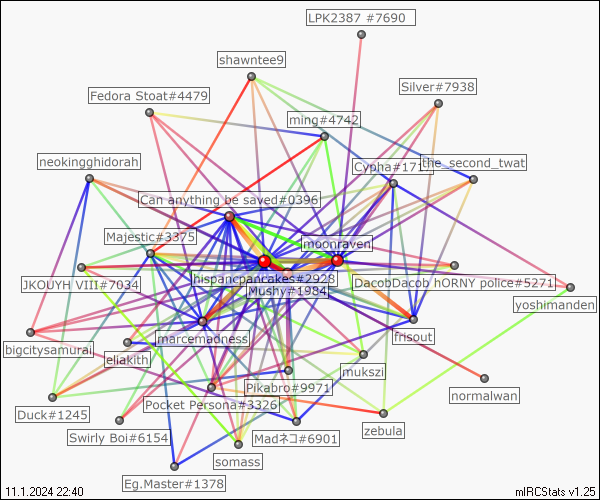 LPK2387 #7690
shawntee9
Silver#7938
Fedora Stoat#4479
ming#4742
neokingghidorah
Cypha#171
the_second_twat
Can anything be saved#0396
Majestic#3375
moonraven
hispancpancakes#2928
JKOUYH VIII#7034
DacobDacob hORNY police#5271
Mushy#1984
yoshimanden
marcemadness
frisout
bigcitysamurai
eliakith
mukszi
Pikabro#9971
normalwan
Pocket Persona#3326
Duck#1245
zebula
Swirly Boi#6154
Madネコ#6901
somass
Eg.Master#1378
11.1.2024 22:40
mIRCStats v1.25